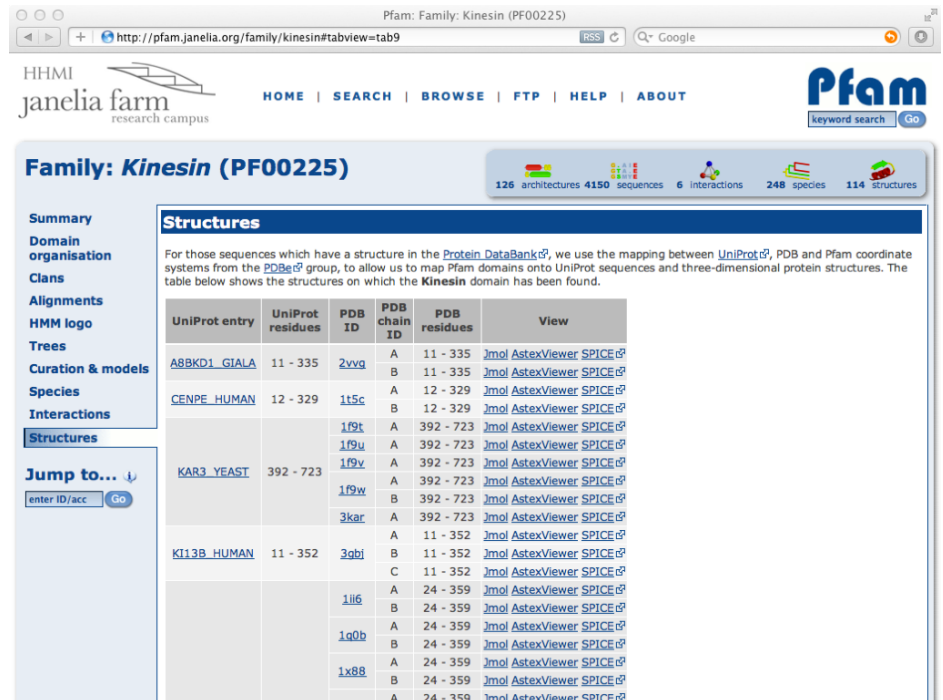 Pfam: Family: Kinesin (PF00225)
http://pfam.janelia.org/family/kinesin#tabview=tab9 RSS Google
HHMI
janelia farm
research campus
HOME | SEARCH | BROWSE | FTP | HELP | ABOUT
Pfam
keyword search Go
Family: Kinesin (PF00225)
126 architectures 4150 sequences 6 interactions 248 species 114 structures
Summary
Domain
organisation
Clans
Alignments
HMM logo
Trees
Curation & models
Species
Interactions
Structures
Jump to...
enter ID/acc Go
Structures
For those sequences which have a structure in the Protein DataBank, we use the mapping between UniProt, PDB and Pfam coordinate
systems from the PDBe group, to allow us to map Pfam domains onto UniProt sequences and three-dimensional protein structures. The
table below shows the structures on which the Kinesin domain has been found.
UniProt entry UniProt residues PDB ID PDB chain ID PDB residues View
A8BKD1_GIALA 11 - 335 2vvg A 11 - 335 Jmol AstexViewer SPICE
B 11 - 335 Jmol AstexViewer SPICE
CENPE_HUMAN 12 - 329 1t5c A 12 - 329 Jmol AstexViewer SPICE
B 12 - 329 Jmol AstexViewer SPICE
KAR3_YEAST 392 - 723 1f9t A 392 - 723 Jmol AstexViewer SPICE
1f9u A 392 - 723 Jmol AstexViewer SPICE
1f9v A 392 - 723 Jmol AstexViewer SPICE
1f9w A 392 - 723 Jmol AstexViewer SPICE
B 392 - 723 Jmol AstexViewer SPICE
3kar A 392 - 723 Jmol AstexViewer SPICE
KI13B_HUMAN 11 - 352 3gbj A 11 - 352 Jmol AstexViewer SPICE
B 11 - 352 Jmol AstexViewer SPICE
C 11 - 352 Jmol AstexViewer SPICE
1ii6 A 24 - 359 Jmol AstexViewer SPICE
B 24 - 359 Jmol AstexViewer SPICE
1q0b A 24 - 359 Jmol AstexViewer SPICE
B 24 - 359 Jmol AstexViewer SPICE
1x88 A 24 - 359 Jmol AstexViewer SPICE
B 24 - 359 Jmol AstexViewer SPICE
A 24 - 359 Jmol AstexViewer SPICE